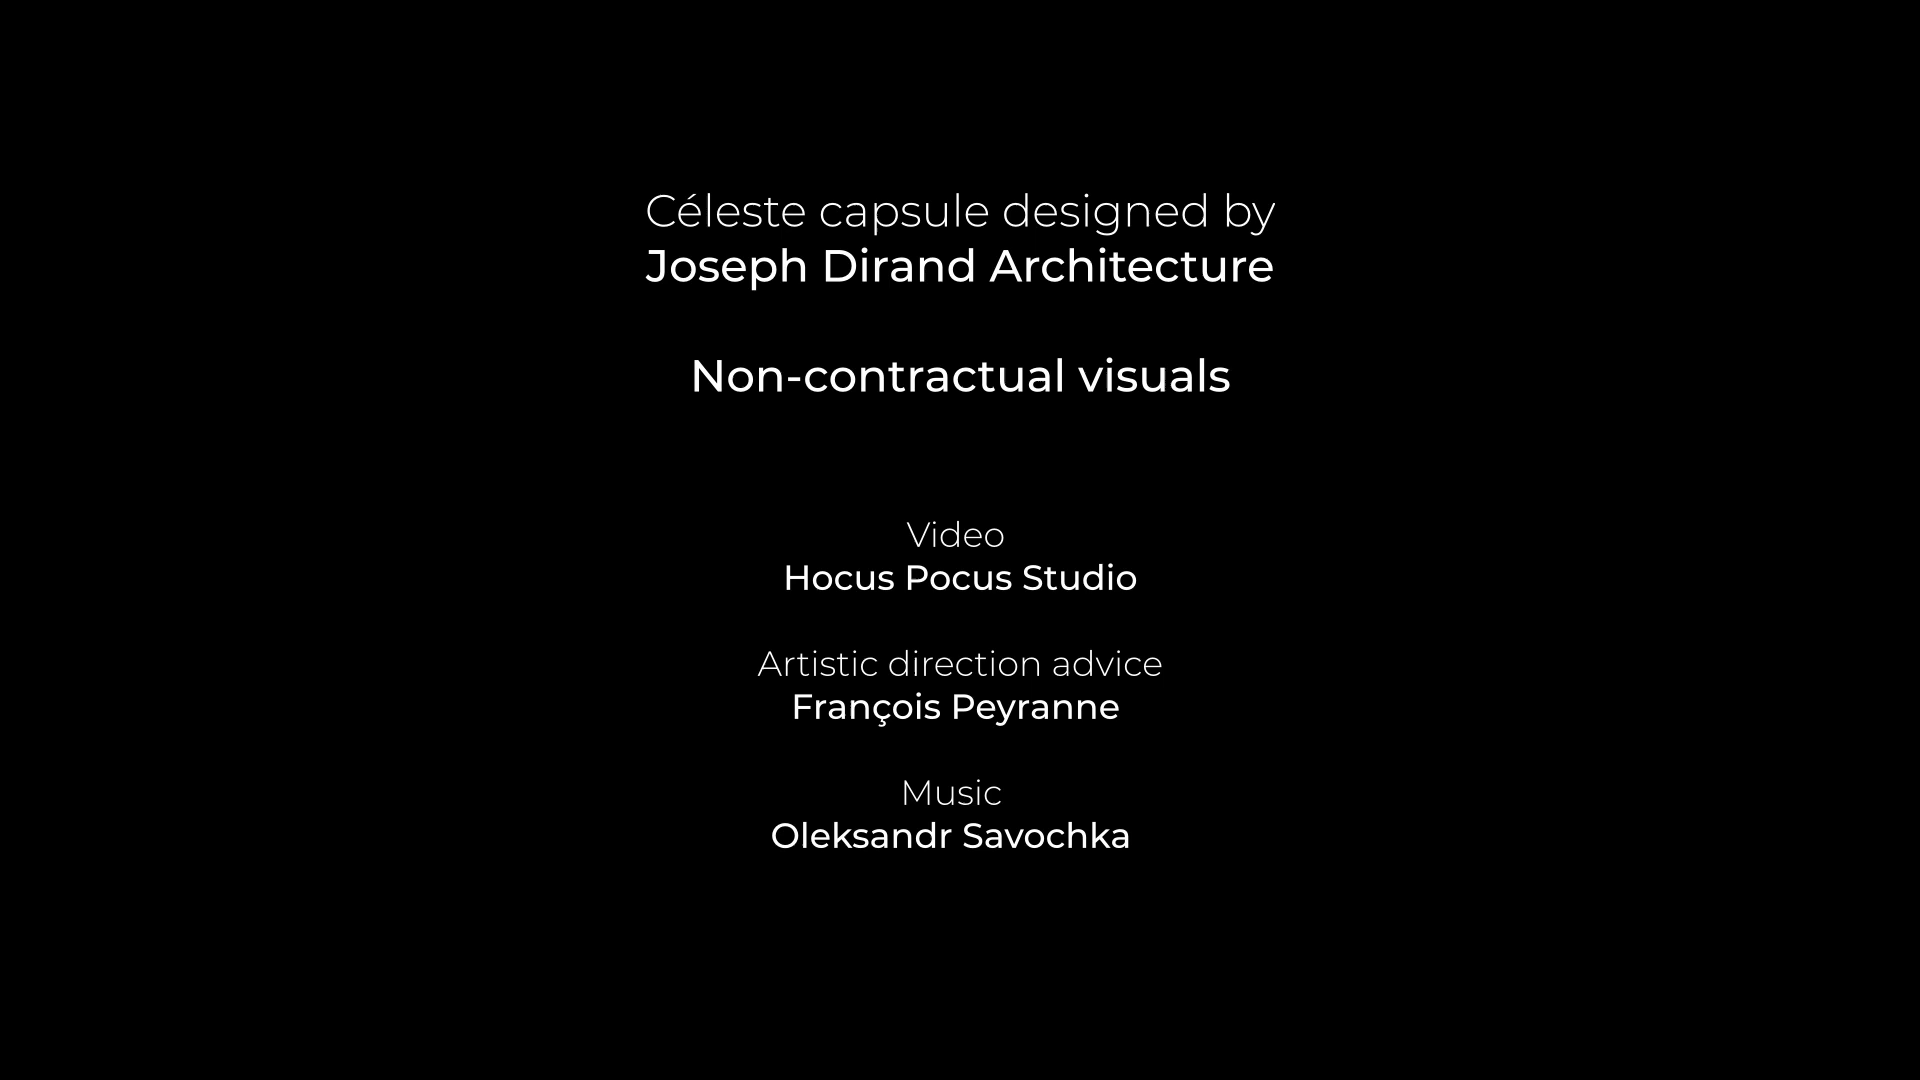 Céleste capsule designed by
Joseph Dirand Architecture
Non-contractual visuals
Video
Hocus Pocus Studio
Artistic direction advice
François Peyranne
Music
Oleksandr Savochka